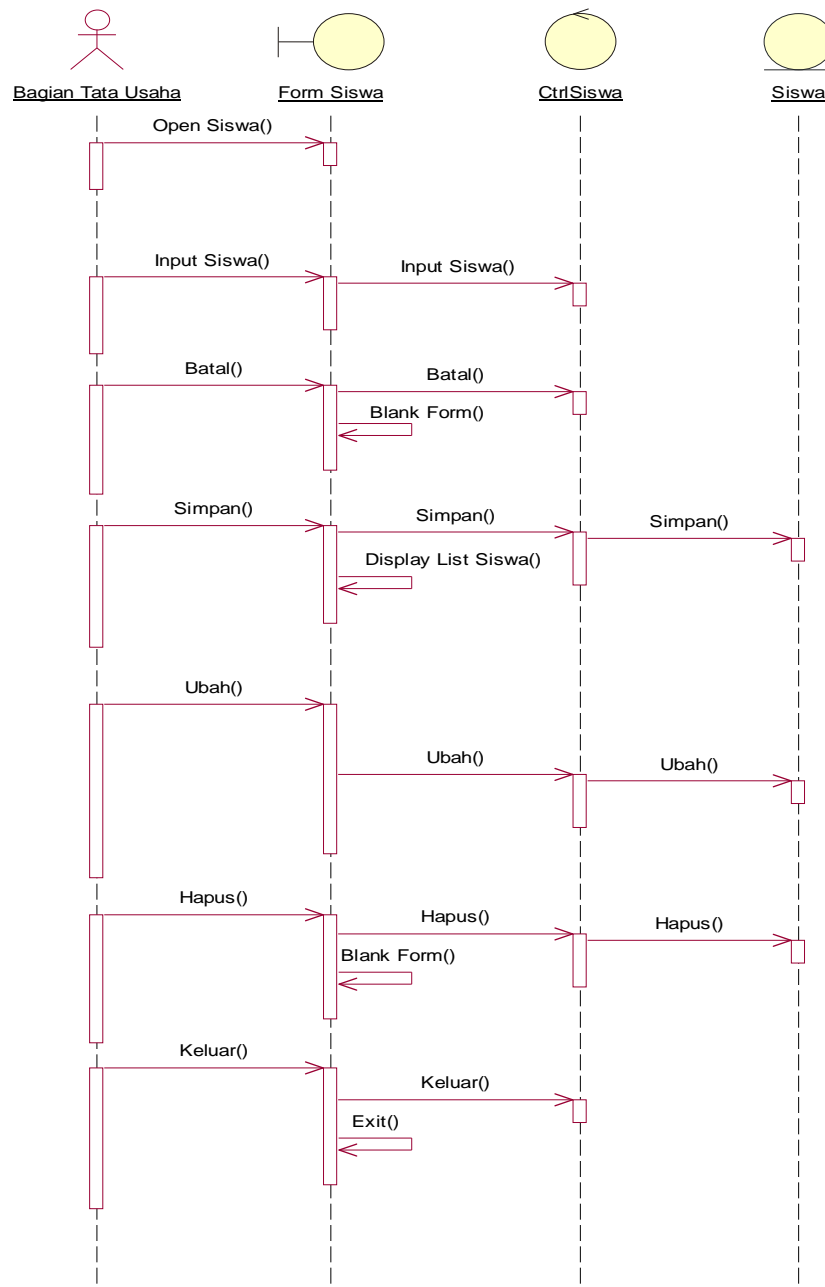 Bagian Tata Usaha
Form Siswa
CtrlSiswa
Siswa
Open Siswa()
Input Siswa()
Input Siswa()
Batal()
Batal()
Blank Form()
Simpan()
Simpan()
Simpan()
Display List Siswa()
Ubah()
Ubah()
Ubah()
Hapus()
Hapus()
Hapus()
Blank Form()
Keluar()
Keluar()
Exit()